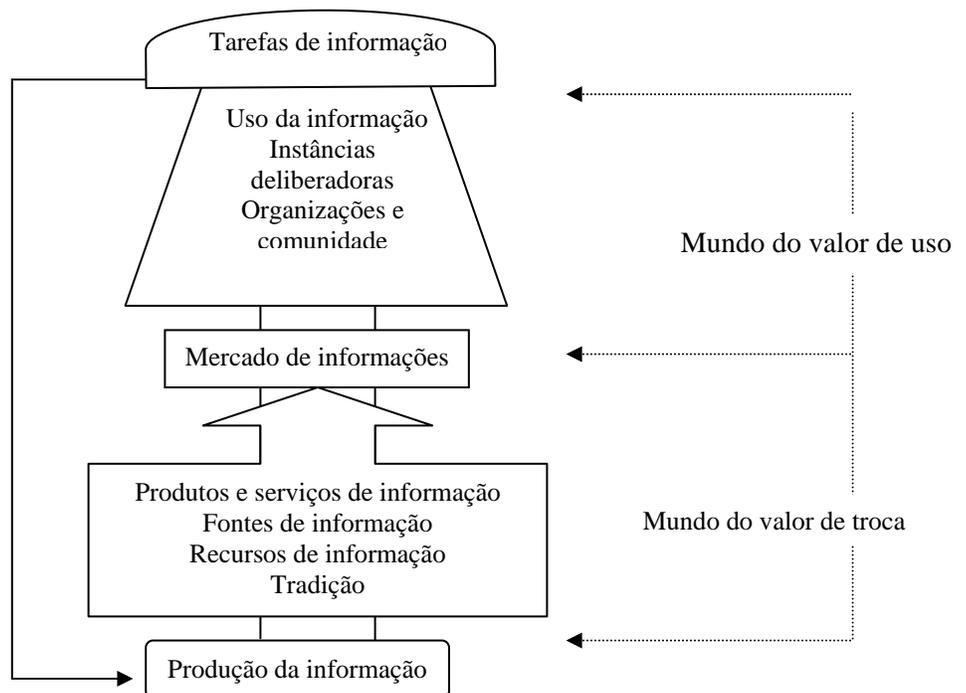 Tarefas de informação
Uso da informação
Instâncias
deliberadoras
Organizações e
comunidade
Mundo do valor de uso
Mercado de informações
Produtos e serviços de informação
Fontes de informação
Recursos de informação
Tradição
Mundo do valor de troca
Produção da informação